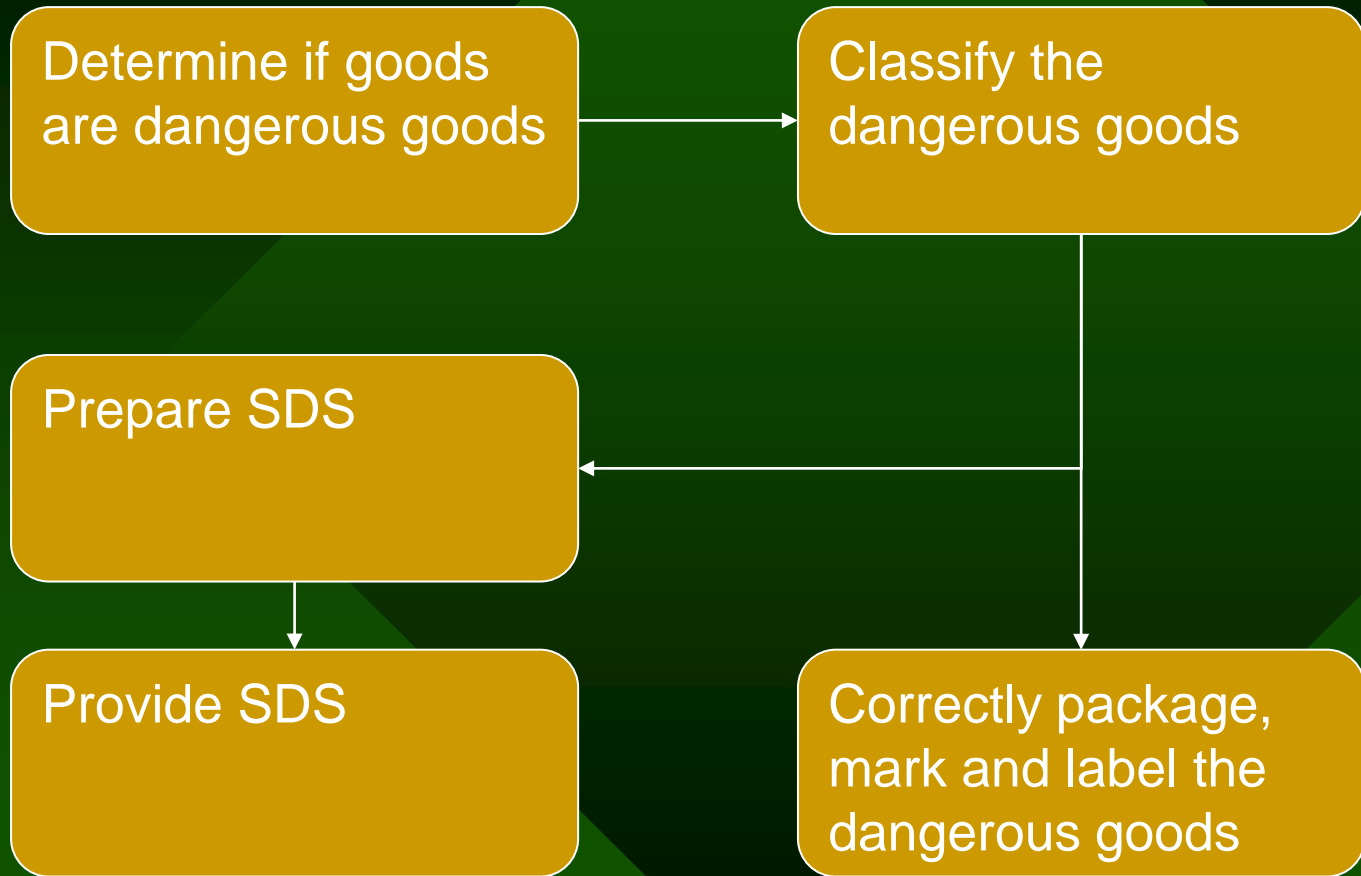 Determine if goods
are dangerous goods
Classify the
dangerous goods
Prepare SDS
Provide SDS
Correctly package,
mark and label the
dangerous goods